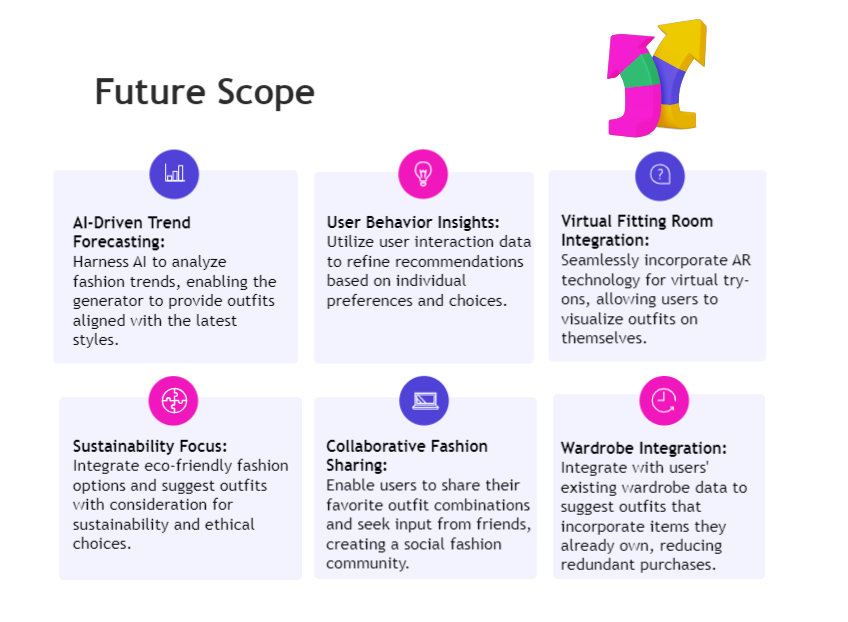 Future Scope
AI-Driven Trend
Forecasting:
Harness AI to analyze
fashion trends, enabling the
generator to provide outfits
aligned with the latest
styles.
User Behavior Insights:
Utilize user interaction data
to refine recommendations
based on individual
preferences and choices.
?
Virtual Fitting Room
Integration:
Seamlessly incorporate AR
technology for virtual try-
ons, allowing users to
visualize outfits on
themselves.
Sustainability Focus:
Integrate eco-friendly fashion
options and suggest outfits
with consideration for
sustainability and ethical
choices.
Collaborative Fashion
Sharing:
Enable users to share their
favorite outfit combinations
and seek input from friends,
creating a social fashion
community.
Wardrobe Integration:
Integrate with users'
existing wardrobe data to
suggest outfits that
incorporate items they
already own, reducing
redundant purchases.